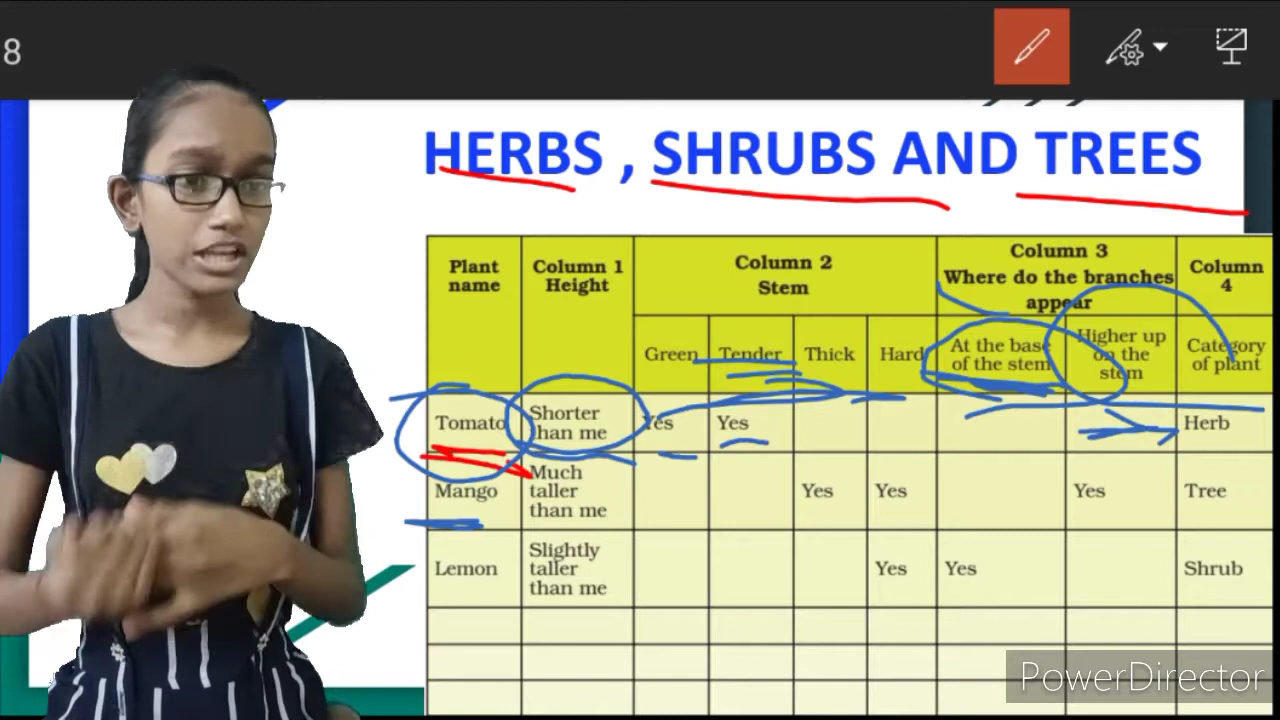 8
HERBS , SHRUBS AND TREES
Plant name
Column 1 Height
Column 2 Stem
Column 3 Where do the branches appear
Column 4
Green
Tender
Thick
Hard
At the base of the stem
Higher up on the stem
Category of plant
Tomato Shorter than me Yes Yes Herb
Mango Much taller than me Yes Yes Yes Tree
Lemon Slightly taller than me Yes Yes Shrub
PowerDirector